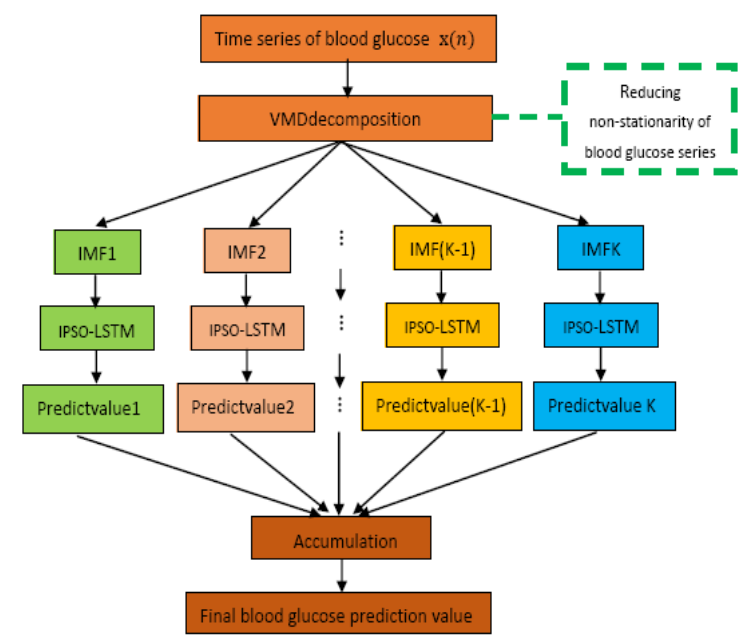 Time series of blood glucose x(n)
VMDdecomposition
Reducing
non-stationarity of
blood glucose series
IMF1
IMF2
⋮
IMF(K-1)
IMFK
IPSO-LSTM
IPSO-LSTM
⋮
IPSO-LSTM
IPSO-LSTM
Predictvalue1
Predictvalue2
⋮
Predictvalue(K-1)
Predictvalue K
Accumulation
Final blood glucose prediction value